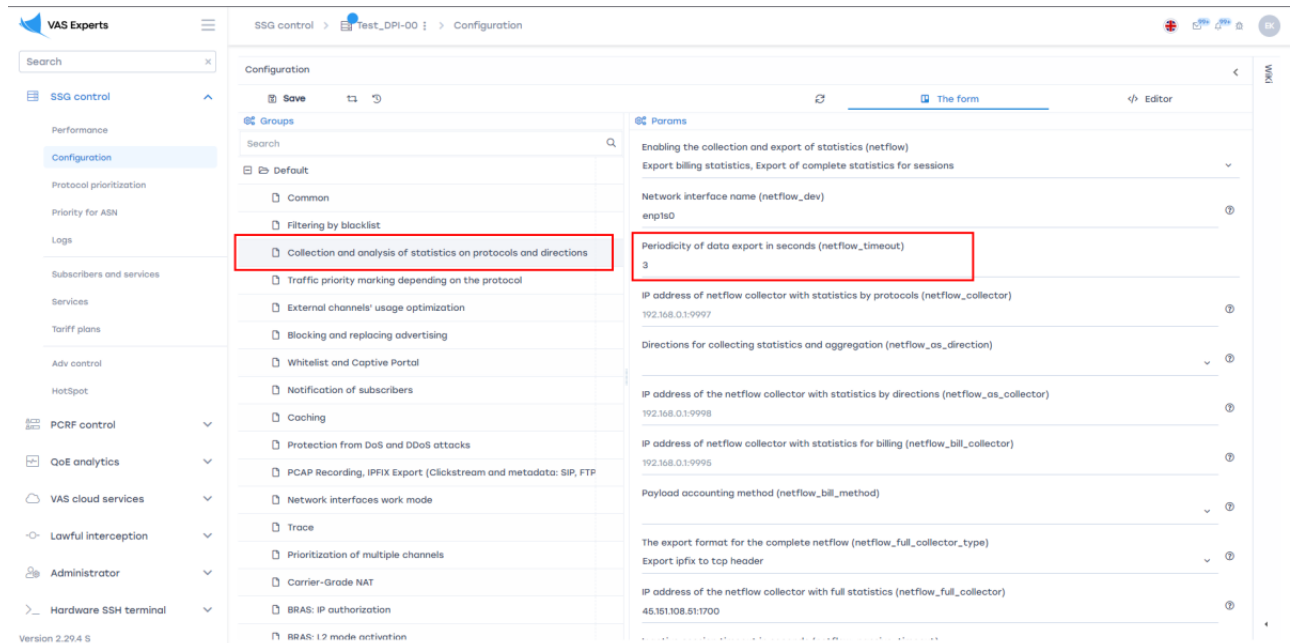 VAS Experts
SSG control > Test_DPI-00 > Configuration
99+
99+
EK
Search
Configuration
WIKI
SSG control
Save
The form
</> Editor
Groups
Params
Performance
Search
Enabling the collection and export of statistics (netflow)
Configuration
Export billing statistics, Export of complete statistics for sessions
Default
Protocol prioritization
Common
Network interface name (netflow_dev)
enp1s0
Priority for ASN
Filtering by blacklist
Logs
Collection and analysis of statistics on protocols and directions
Periodicity of data export in seconds (netflow_timeout)
3
Subscribers and services
Traffic priority marking depending on the protocol
Services
External channels' usage optimization
IP address of netflow collector with statistics by protocols (netflow_collector)
192.168.0.1:9997
Tariff plans
Blocking and replacing advertising
Directions for collecting statistics and aggregation (netflow_as_direction)
Adv control
Whitelist and Captive Portal
HotSpot
Notification of subscribers
IP address of the netflow collector with statistics by directions (netflow_as_collector)
192.168.0.1:9998
PCRF control
Caching
Protection from DoS and DDoS attacks
IP address of netflow collector with statistics for billing (netflow_bill_collector)
192.168.0.1:9995
QoE analytics
PCAP Recording, IPFIX Export (Clickstream and metadata: SIP, FTP
VAS cloud services
Network interfaces work mode
Payload accounting method (netflow_bill_method)
Lawful interception
Trace
Prioritization of multiple channels
The export format for the complete netflow (netflow_full_collector_type)
Export ipfix to tcp header
Administrator
Carrier-Grade NAT
IP address of the netflow collector with full statistics (netflow_full_collector)
45.151.108.51:1700
Hardware SSH terminal
BRAS: IP authorization
BRAS: L2 mode activation
Version 2.29.4 S